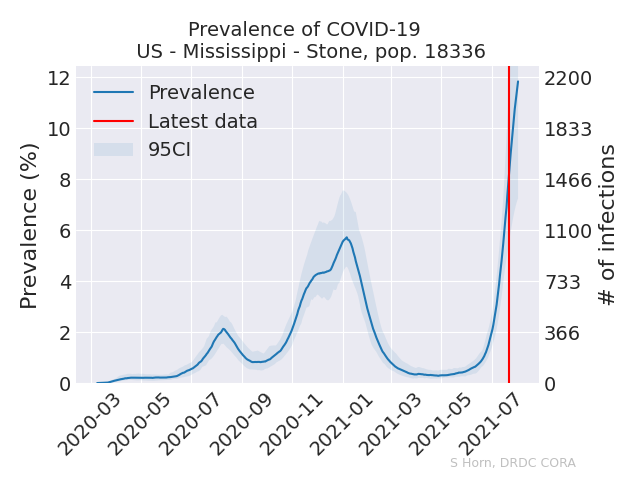 Prevalence of COVID-19
US - Mississippi - Stone, pop. 18336
Prevalence
Latest data
95CI
Prevalence (%)
12
10
8
6
4
2
0
2200
1833
1466
1100
733
366
0
# of infections
2020-03
2020-05
2020-07
2020-09
2020-11
2021-01
2021-03
2021-05
2021-07
S Horn, DRDC CORA